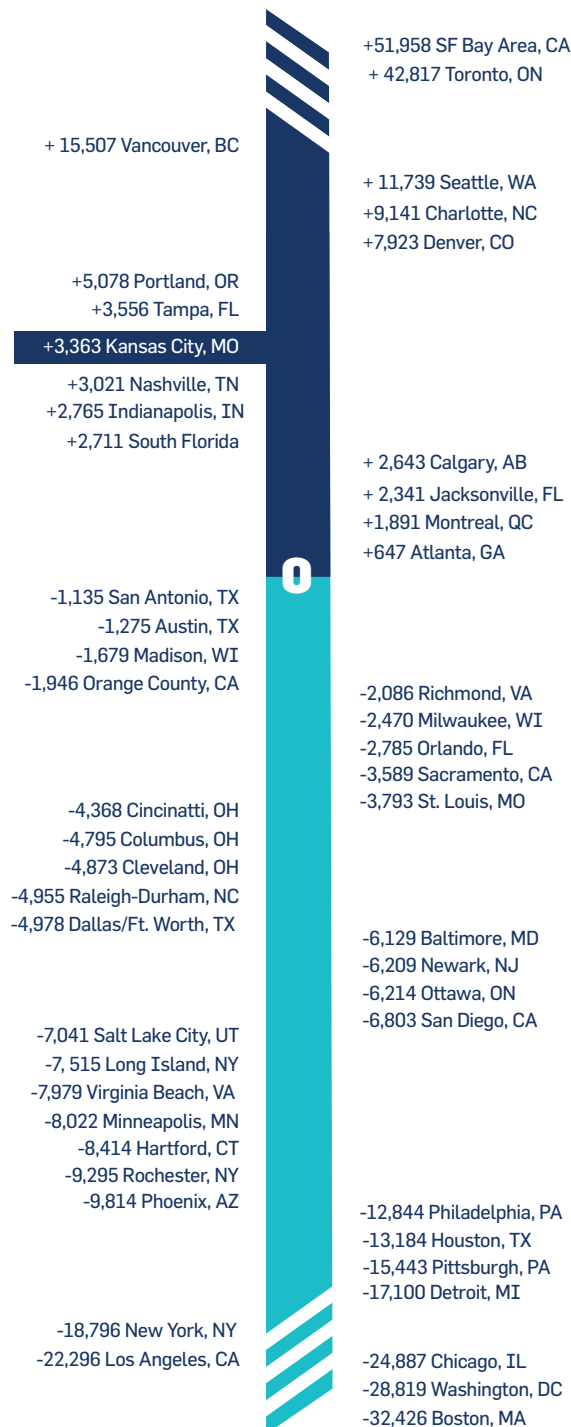 +51,958 SF Bay Area, CA
+ 42,817 Toronto, ON
+ 15,507 Vancouver, BC
+ 11,739 Seattle, WA
+9,141 Charlotte, NC
+7,923 Denver, CO
+5,078 Portland, OR
+3,556 Tampa, FL
+3,363 Kansas City, MO
+3,021 Nashville, TN
+2,765 Indianapolis, IN
+2,711 South Florida
+ 2,643 Calgary, AB
+ 2,341 Jacksonville, FL
+1,891 Montreal, QC
+647 Atlanta, GA
0
-1,135 San Antonio, TX
-1,275 Austin, TX
-1,679 Madison, WI
-1,946 Orange County, CA
-2,086 Richmond, VA
-2,470 Milwaukee, WI
-2,785 Orlando, FL
-3,589 Sacramento, CA
-3,793 St. Louis, MO
-4,368 Cincinatti, OH
-4,795 Columbus, OH
-4,873 Cleveland, OH
-4,955 Raleigh-Durham, NC
-4,978 Dallas/Ft. Worth, TX
-6,129 Baltimore, MD
-6,209 Newark, NJ
-6,214 Ottawa, ON
-6,803 San Diego, CA
-7,041 Salt Lake City, UT
-7, 515 Long Island, NY
-7,979 Virginia Beach, VA
-8,022 Minneapolis, MN
-8,414 Hartford, CT
-9,295 Rochester, NY
-9,814 Phoenix, AZ
-12,844 Philadelphia, PA
-13,184 Houston, TX
-15,443 Pittsburgh, PA
-17,100 Detroit, MI
-18,796 New York, NY
-22,296 Los Angeles, CA
-24,887 Chicago, IL
-28,819 Washington, DC
-32,426 Boston, MA